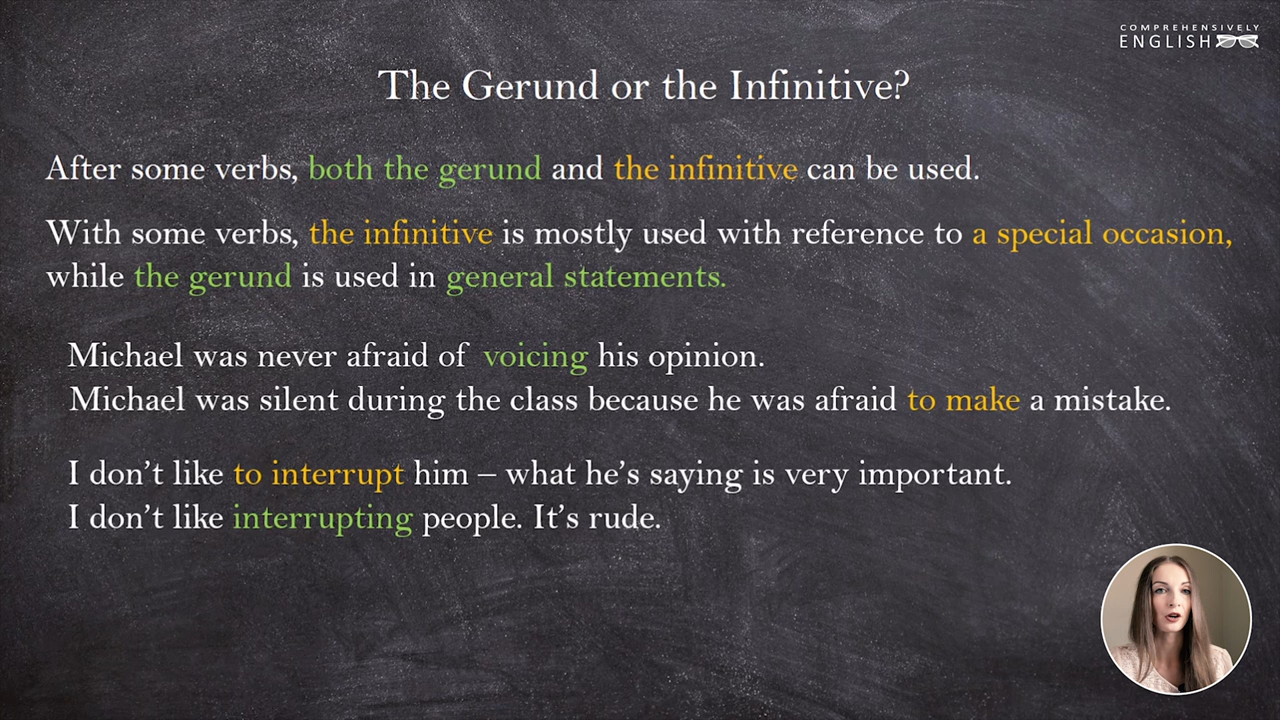 COMPREHENSIVELY
ENGLISH
The Gerund or the Infinitive?
After some verbs, both the gerund and the infinitive can be used.
With some verbs, the infinitive is mostly used with reference to a special occasion,
while the gerund is used in general statements.
Michael was never afraid of voicing his opinion.
Michael was silent during the class because he was afraid to make a mistake.
I don’t like to interrupt him – what he’s saying is very important.
I don’t like interrupting people. It’s rude.